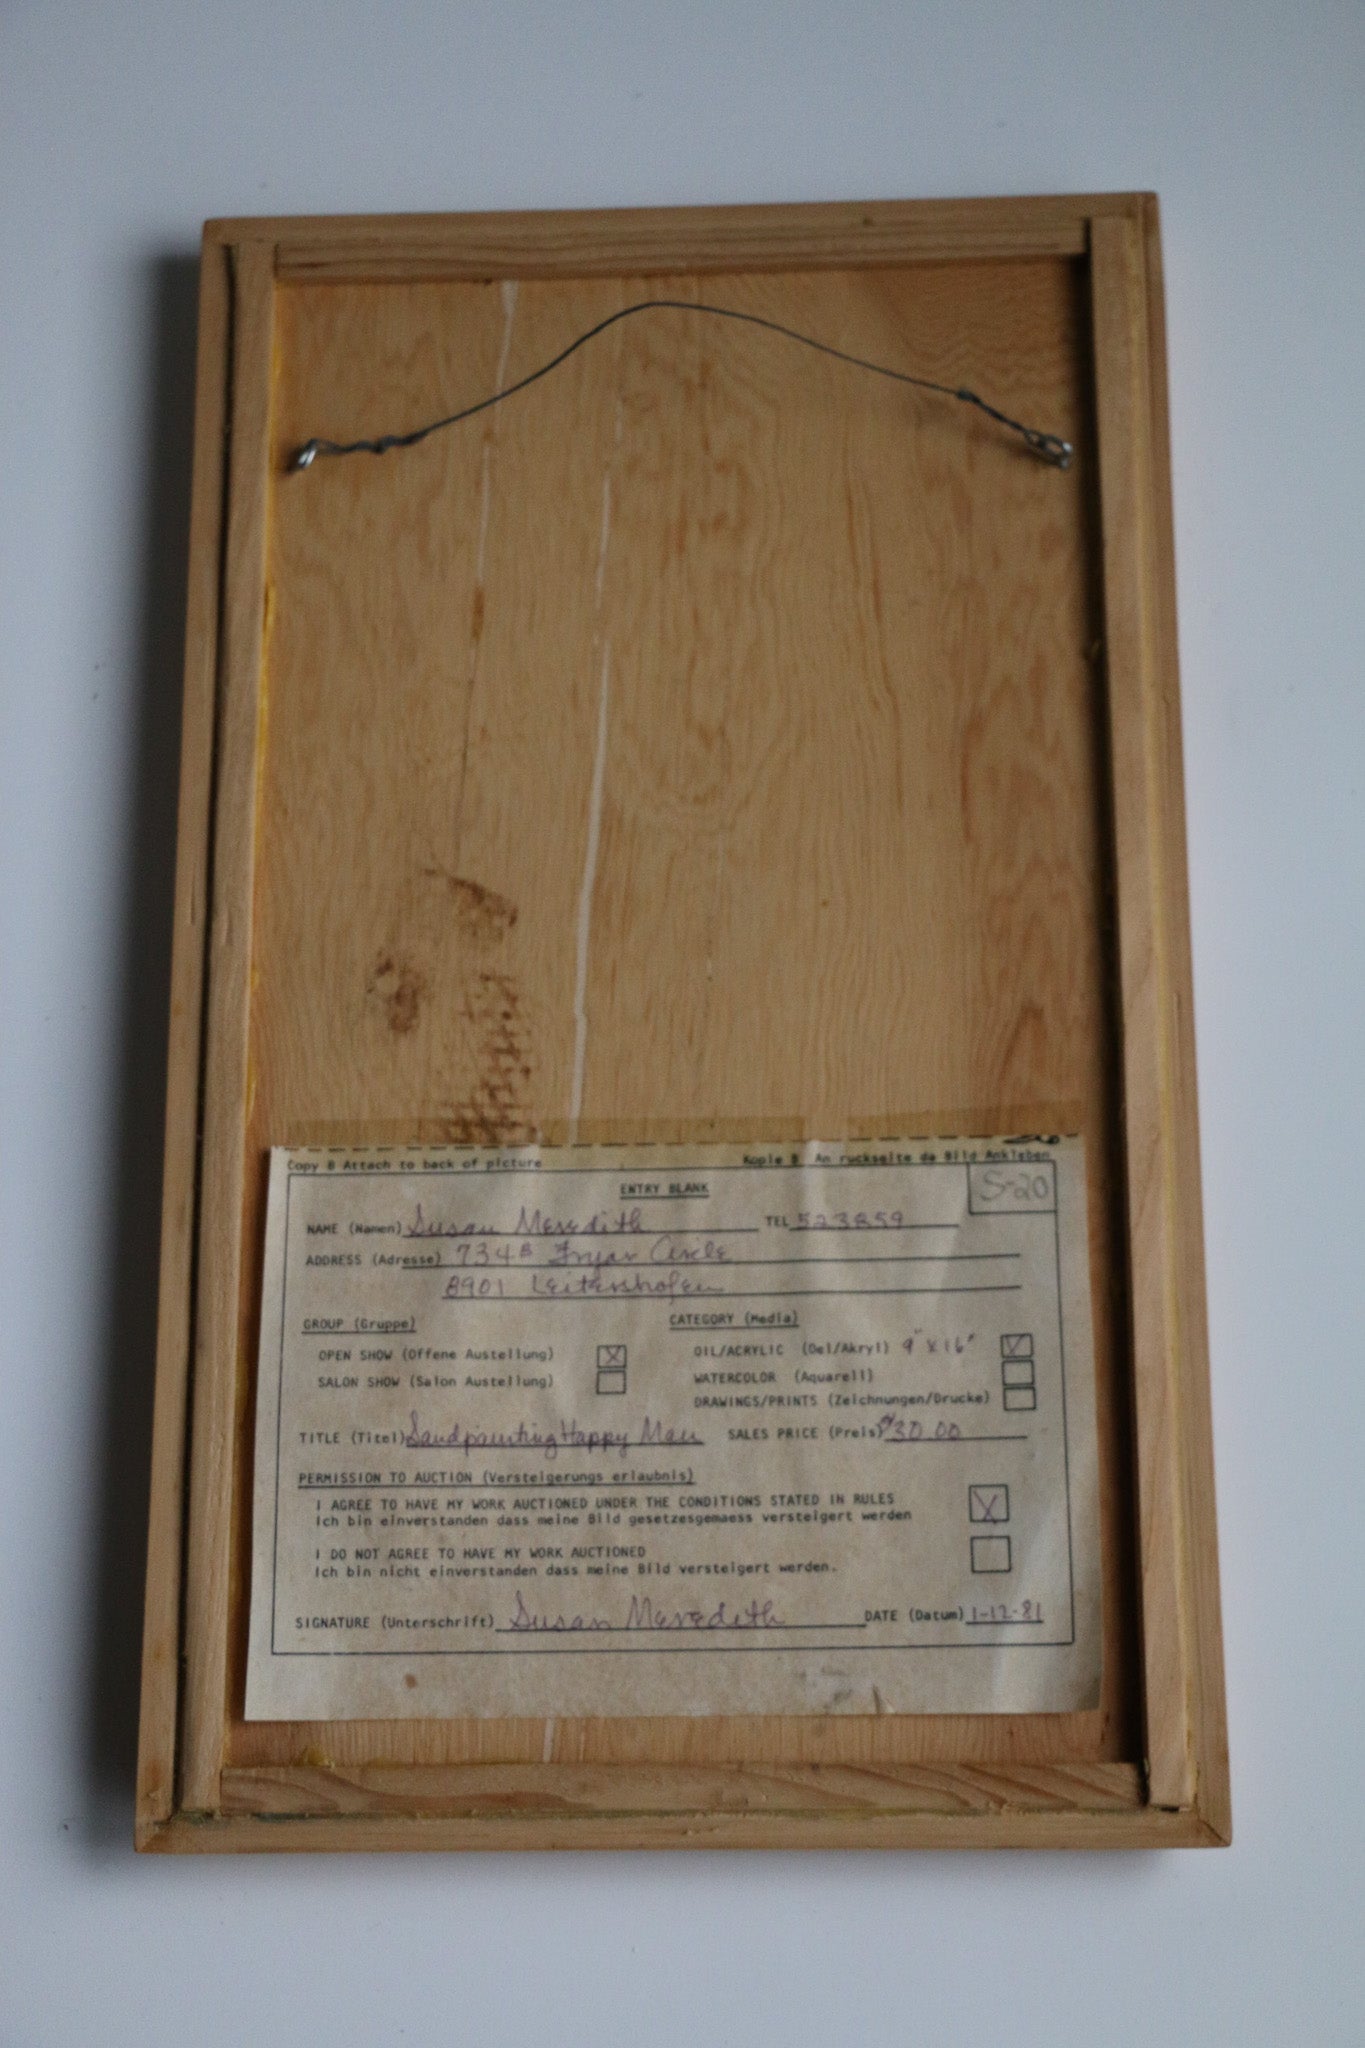 Copy B Attach to back of picture Kopie B An ruckseite de Bild Ankleben
ENTRY BLANK S-20
NAME (Namen) Susan Meredith TEL 523859
ADDRESS (Adresse) 734B Fryar Circle
8901 Leitershofen
GROUP (Gruppe) CATEGORY (Media)
OPEN SHOW (Offene Austellung) X OIL/ACRYLIC (Oel/Akryl) 9" X 16" V
SALON SHOW (Salon Austellung) WATERCOLOR (Aquarell)
DRAWINGS/PRINTS (Zeichnungen/Drucke)
TITLE (Titel) Sandpainting Happy Man SALES PRICE (Preis) $30.00
PERMISSION TO AUCTION (Versteigerungs erlaubnis)
I AGREE TO HAVE MY WORK AUCTIONED UNDER THE CONDITIONS STATED IN RULES X
Ich bin einverstanden dass meine Bild gesetzesgemaess versteigert werden
I DO NOT AGREE TO HAVE MY WORK AUCTIONED
Ich bin nicht einverstanden dass meine Bild versteigert werden.
SIGNATURE (Unterschrift) Susan Meredith DATE (Datum) 1-12-81